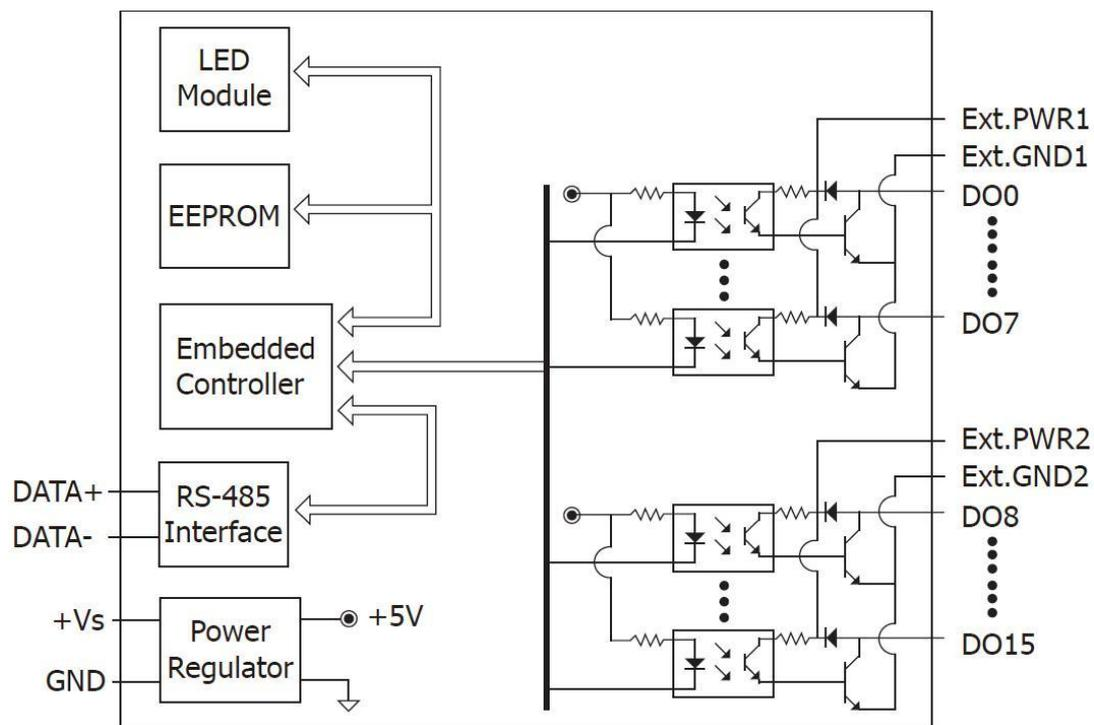 LED
Module
EEPROM
Embedded
Controller
DATA+
DATA-
RS-485
Interface
+Vs
GND
Power
Regulator
+5V
Ext.PWR1
Ext.GND1
DO0
DO7
Ext.PWR2
Ext.GND2
DO8
DO15